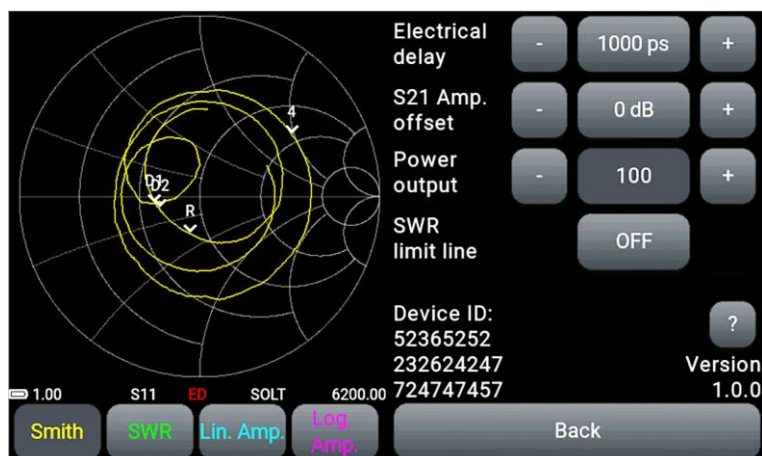 4
D1
D2
R
1.00 S11 ED SOLT 6200.00
Smith
SWR
Lin. Amp.
Log.
Amp.
Electrical
delay
- 1000 ps +
S21 Amp.
offset
- 0 dB +
Power
output
- 100 +
SWR
limit line
OFF
Device ID:
52365252
232624247
724747457
?
Version
1.0.0
Back